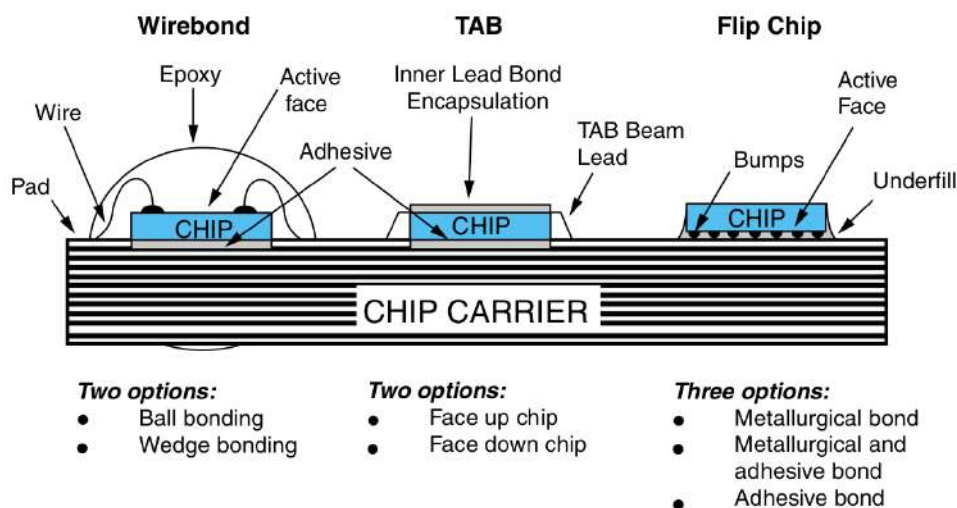 Wirebond
TAB
Flip Chip
Epoxy
Active
face
Wire
Pad
Adhesive
Inner Lead Bond
Encapsulation
TAB Beam
Lead
Active
Face
Bumps
Underfill
CHIP
CHIP
CHIP
CHIP CARRIER
Two options:
Ball bonding
Wedge bonding
Two options:
Face up chip
Face down chip
Three options:
Metallurgical bond
Metallurgical and
adhesive bond
Adhesive bond